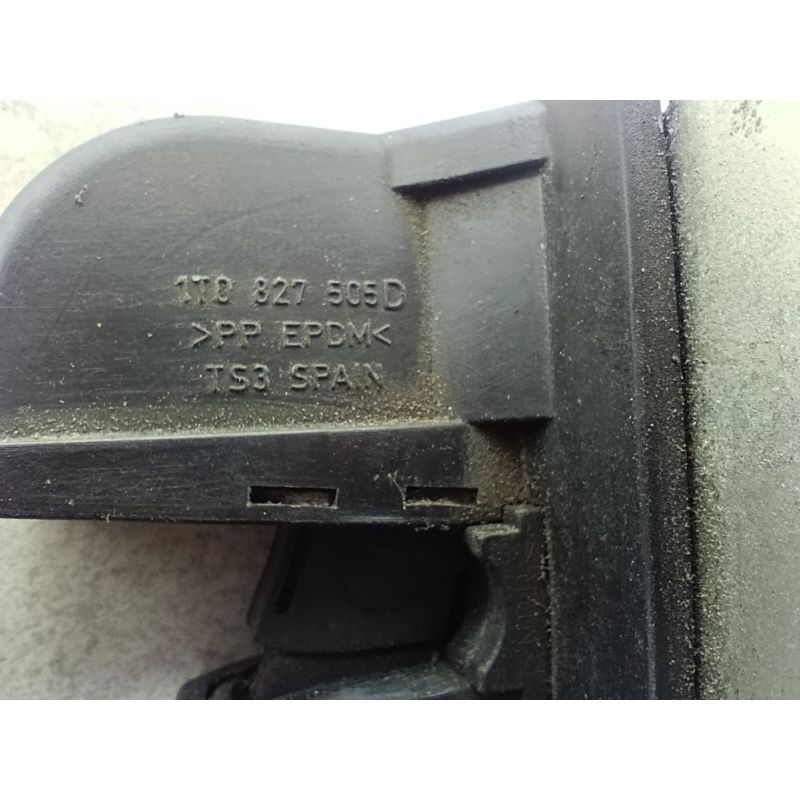 1T0 827 505D
>PP EPDM<
TS3 SPAIN